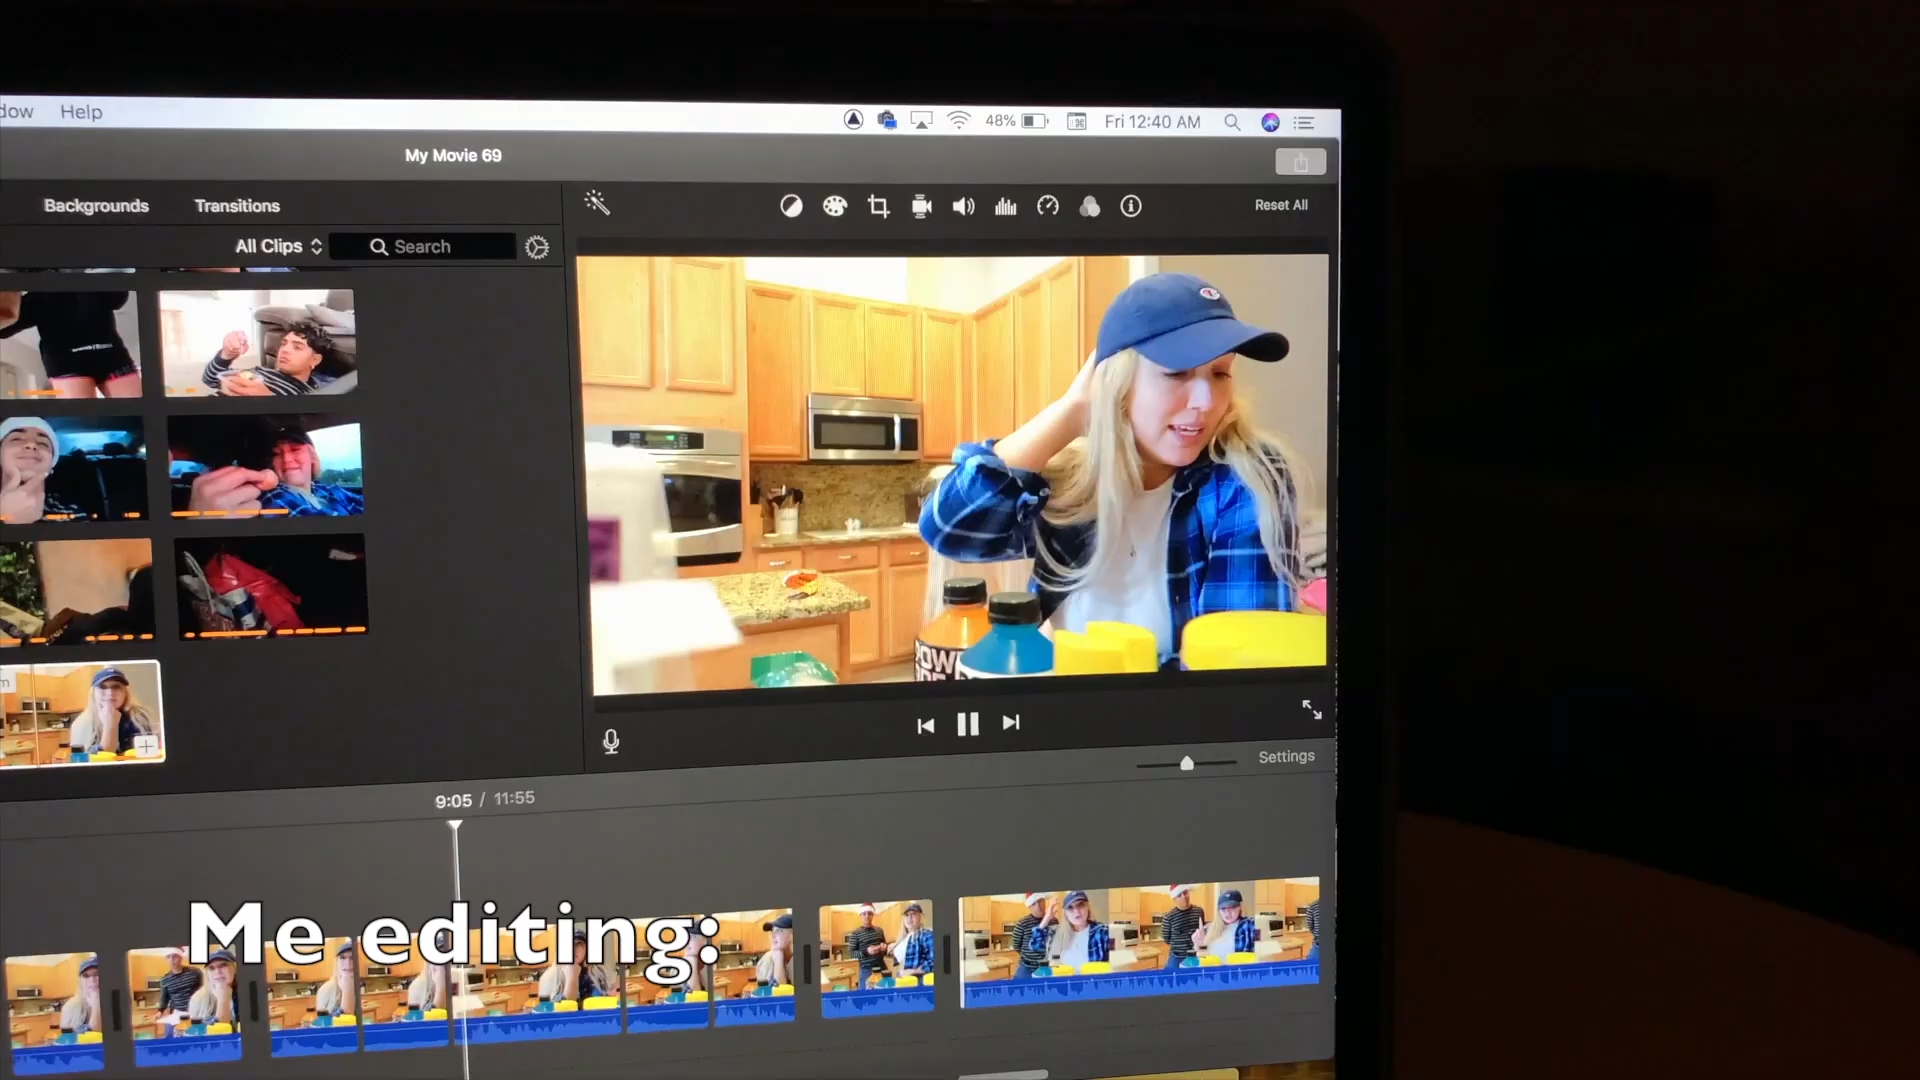 dow Help
48% Fri 12:40 AM
My Movie 69
Backgrounds Transitions
Reset All
All Clips Search
m
POWE
Settings
9:05 / 11:55
Me editing: